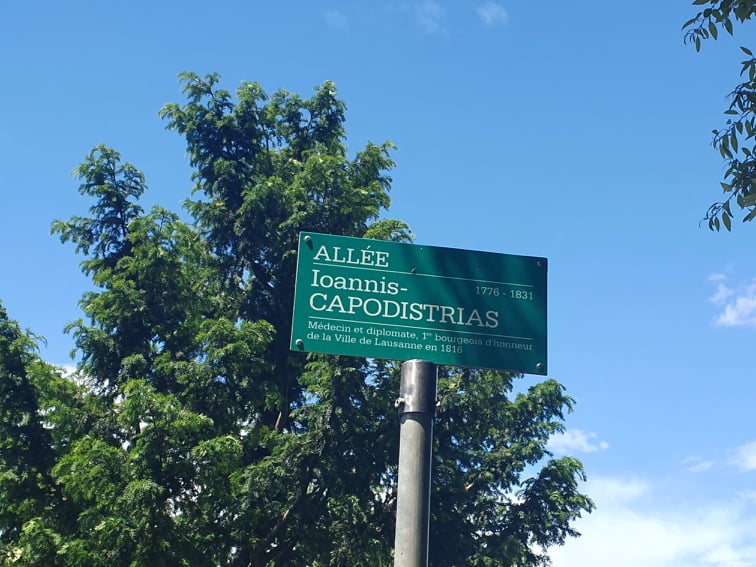 ALLÉE
Ioannis-
1776 - 1831
CAPODISTRIAS
Médecin et diplomate, 1er bourgeois d'honneur
de la Ville de Lausanne en 1816